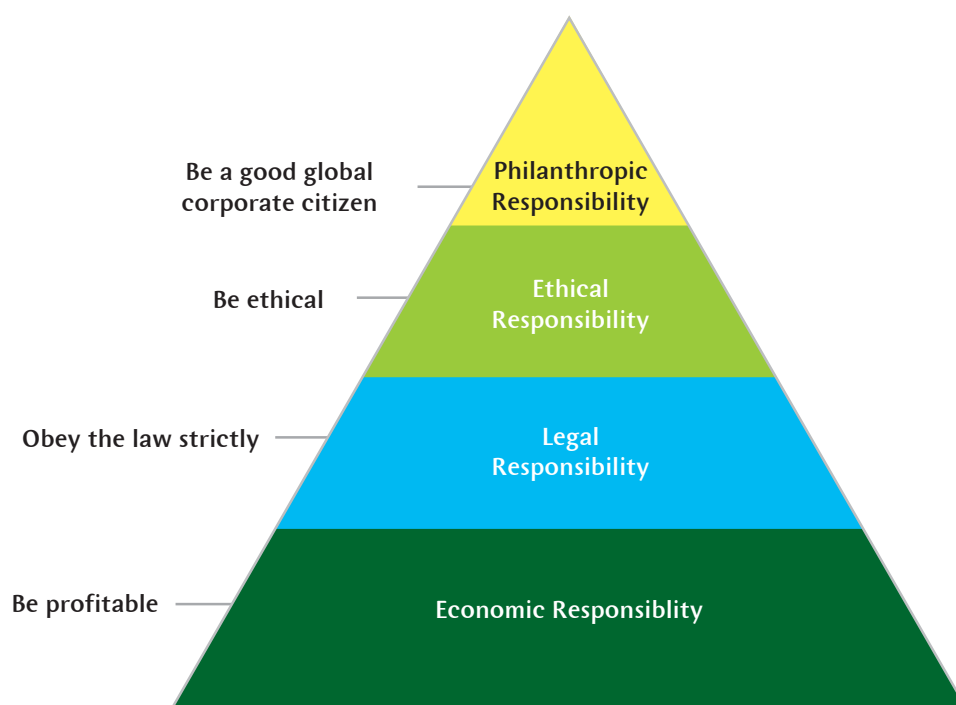 Be a good global
corporate citizen
Philanthropic
Responsibility
Be ethical
Ethical
Responsibility
Obey the law strictly
Legal
Responsibility
Be profitable
Economic Responsiblity